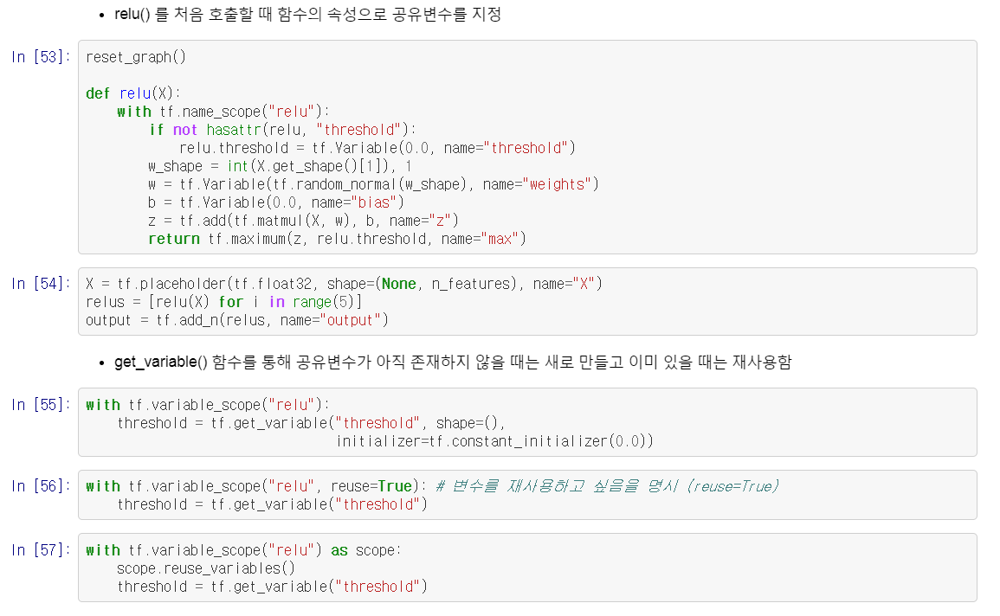 • relu() 를 처음 호출할 때 함수의 속성으로 공유변수를 지정
In [53]: reset_graph()

def relu(X):
    with tf.name_scope("relu"):
        if not hasattr(relu, "threshold"):
            relu.threshold = tf.Variable(0.0, name="threshold")
        w_shape = int(X.get_shape()[1]), 1
        w = tf.Variable(tf.random_normal(w_shape), name="weights")
        b = tf.Variable(0.0, name="bias")
        z = tf.add(tf.matmul(X, w), b, name="z")
        return tf.maximum(z, relu.threshold, name="max")
In [54]: X = tf.placeholder(tf.float32, shape=(None, n_features), name="X")
relus = [relu(X) for i in range(5)]
output = tf.add_n(relus, name="output")
• get_variable() 함수를 통해 공유변수가 아직 존재하지 않을 때는 새로 만들고 이미 있을 때는 재사용함
In [55]: with tf.variable_scope("relu"):
    threshold = tf.get_variable("threshold", shape=(),
                                initializer=tf.constant_initializer(0.0))
In [56]: with tf.variable_scope("relu", reuse=True): # 변수를 재사용하고 싶음을 명시 (reuse=True)
    threshold = tf.get_variable("threshold")
In [57]: with tf.variable_scope("relu") as scope:
    scope.reuse_variables()
    threshold = tf.get_variable("threshold")